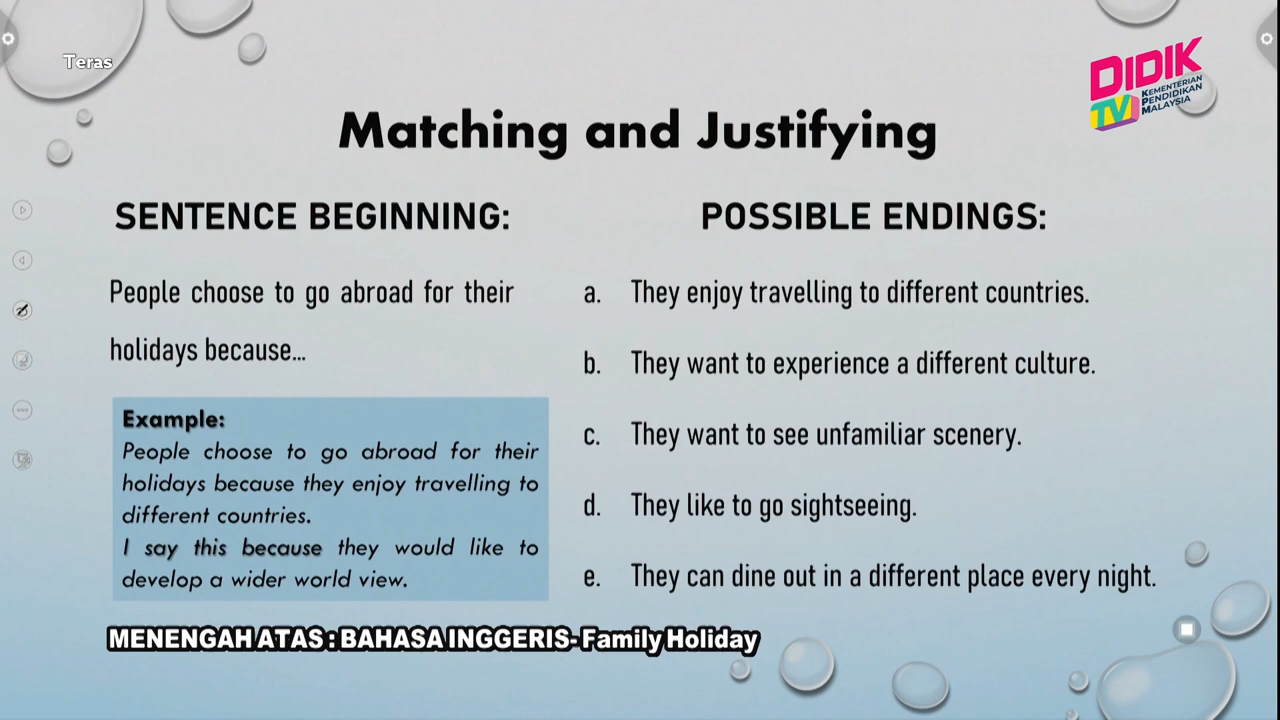 Teras
DIDIK
TV
KEMENTERIAN
PENDIDIKAN
MALAYSIA
Matching and Justifying
SENTENCE BEGINNING:
People choose to go abroad for their
holidays because...
Example:
People choose to go abroad for their
holidays because they enjoy travelling to
different countries.
I say this because they would like to
develop a wider world view.
POSSIBLE ENDINGS:
a. They enjoy travelling to different countries.
b. They want to experience a different culture.
c. They want to see unfamiliar scenery.
d. They like to go sightseeing.
e. They can dine out in a different place every night.
MENENGAH ATAS : BAHASA INGGERIS- Family Holiday